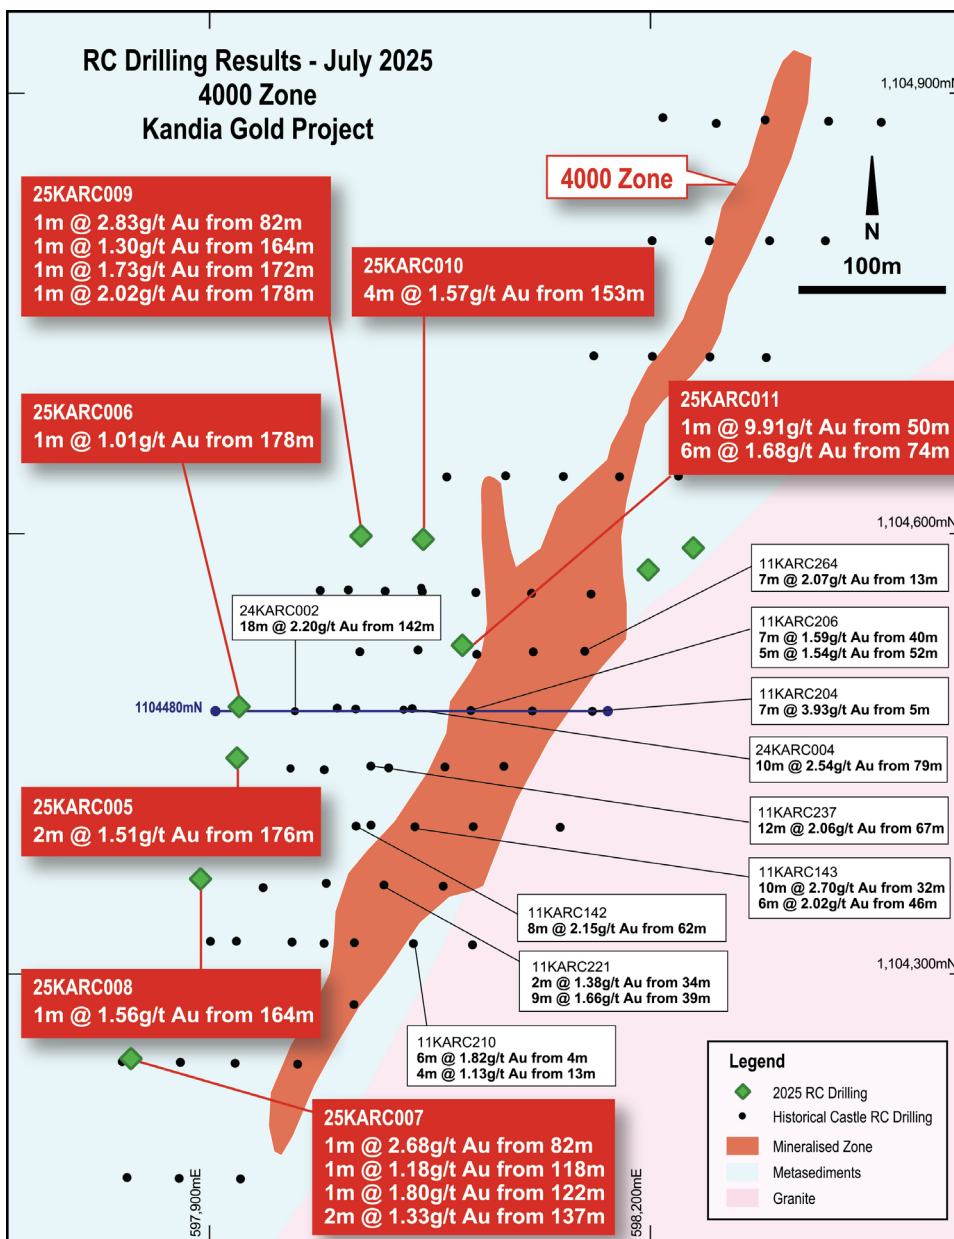 RC Drilling Results - July 2025
4000 Zone
Kandia Gold Project
1,104,900mN
4000 Zone
N
100m
25KARC009
1m @ 2.83g/t Au from 82m
1m @ 1.30g/t Au from 164m
1m @ 1.73g/t Au from 172m
1m @ 2.02g/t Au from 178m
25KARC010
4m @ 1.57g/t Au from 153m
25KARC006
1m @ 1.01g/t Au from 178m
25KARC011
1m @ 9.91g/t Au from 50m
6m @ 1.68g/t Au from 74m
1,104,600mN
11KARC264
7m @ 2.07g/t Au from 13m
24KARC002
18m @ 2.20g/t Au from 142m
11KARC206
7m @ 1.59g/t Au from 40m
5m @ 1.54g/t Au from 52m
1104480mN
11KARC204
7m @ 3.93g/t Au from 5m
24KARC004
10m @ 2.54g/t Au from 79m
25KARC005
2m @ 1.51g/t Au from 176m
11KARC237
12m @ 2.06g/t Au from 67m
11KARC143
10m @ 2.70g/t Au from 32m
6m @ 2.02g/t Au from 46m
11KARC142
8m @ 2.15g/t Au from 62m
11KARC221
2m @ 1.38g/t Au from 34m
9m @ 1.66g/t Au from 39m
1,104,300mN
25KARC008
1m @ 1.56g/t Au from 164m
11KARC210
6m @ 1.82g/t Au from 4m
4m @ 1.13g/t Au from 13m
25KARC007
1m @ 2.68g/t Au from 82m
1m @ 1.18g/t Au from 118m
1m @ 1.80g/t Au from 122m
2m @ 1.33g/t Au from 137m
597,900mE
598,200mE
Legend
2025 RC Drilling
Historical Castle RC Drilling
Mineralised Zone
Metasediments
Granite